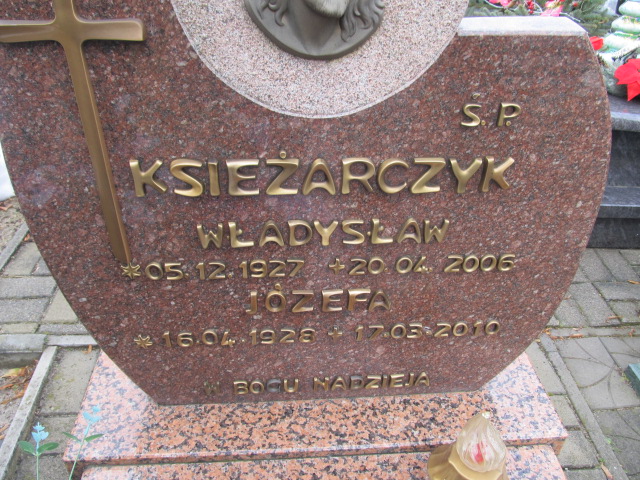 Ś.P.
KSIEŻARCZYK
WŁADYSŁAW
*05.12.1927 +20.04.2006
JÓZEFA
*16.04.1928 + 17.03.2010
W BOGU NADZIEJA